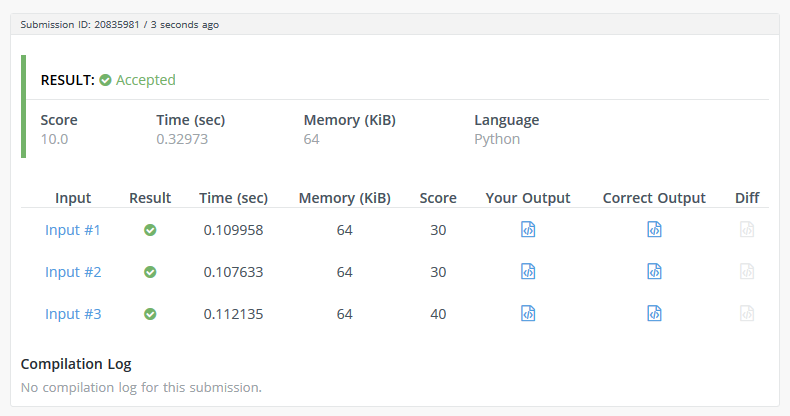 Submission ID: 20835981 / 3 seconds ago
RESULT: Accepted
Score Time (sec) Memory (KiB) Language
10.0 0.32973 64 Python
Input Result Time (sec) Memory (KiB) Score Your Output Correct Output Diff
Input #1 0.109958 64 30
Input #2 0.107633 64 30
Input #3 0.112135 64 40
Compilation Log
No compilation log for this submission.